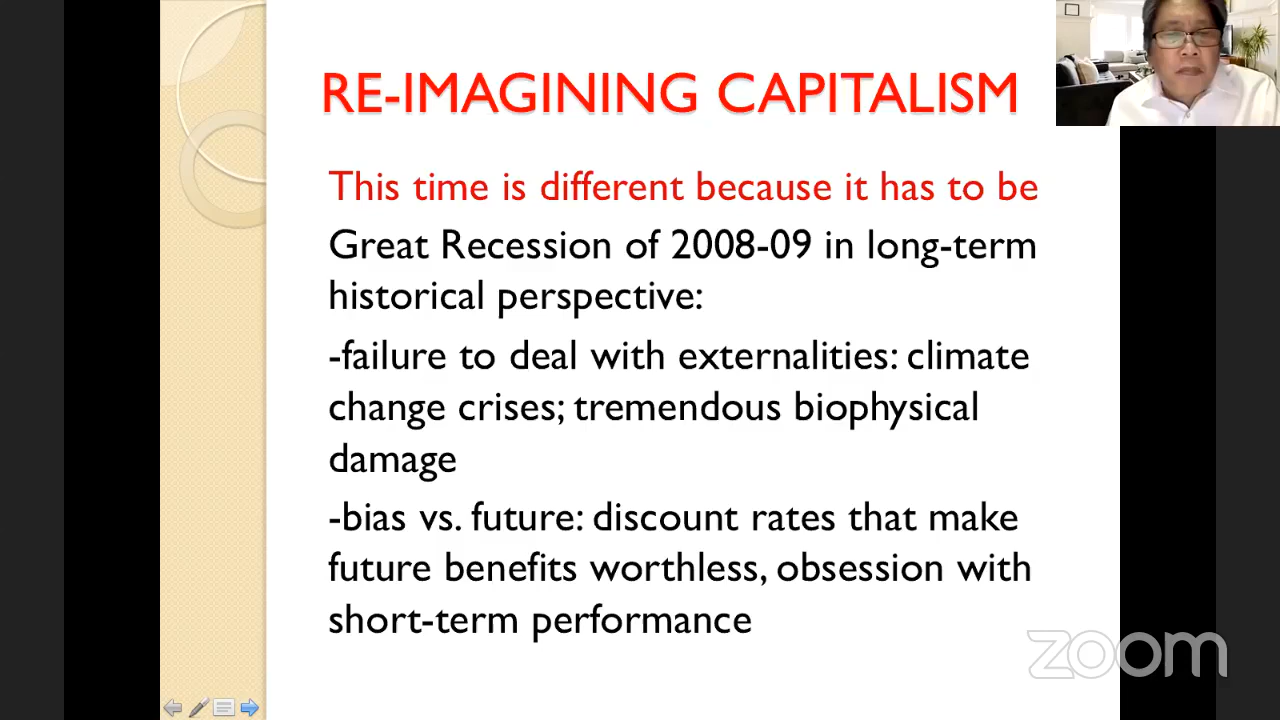 RE-IMAGINING CAPITALISM
This time is different because it has to be
Great Recession of 2008-09 in long-term
historical perspective:
-failure to deal with externalities: climate
change crises; tremendous biophysical
damage
-bias vs. future: discount rates that make
future benefits worthless, obsession with
short-term performance
zoom